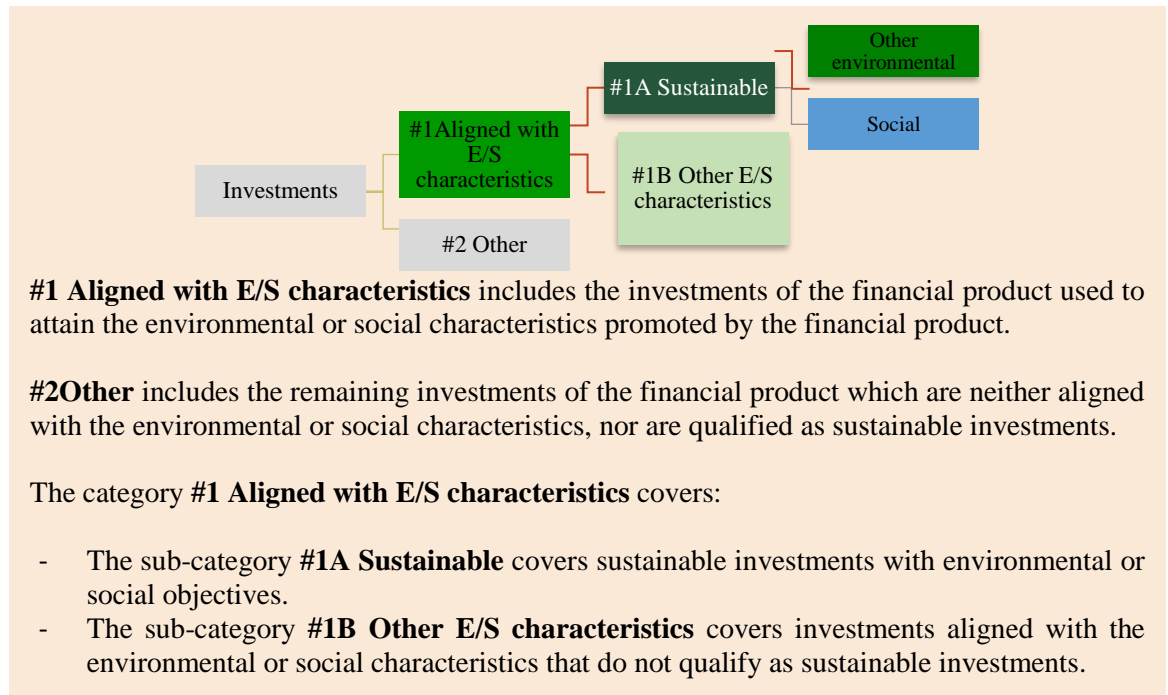 Other
environmental
#1A Sustainable
Social
#1Aligned with
E/S
characteristics
#1B Other E/S
characteristics
Investments
#2 Other
#1 Aligned with E/S characteristics includes the investments of the financial product used to
attain the environmental or social characteristics promoted by the financial product.
#2Other includes the remaining investments of the financial product which are neither aligned
with the environmental or social characteristics, nor are qualified as sustainable investments.
The category #1 Aligned with E/S characteristics covers:
- The sub-category #1A Sustainable covers sustainable investments with environmental or
social objectives.
- The sub-category #1B Other E/S characteristics covers investments aligned with the
environmental or social characteristics that do not qualify as sustainable investments.